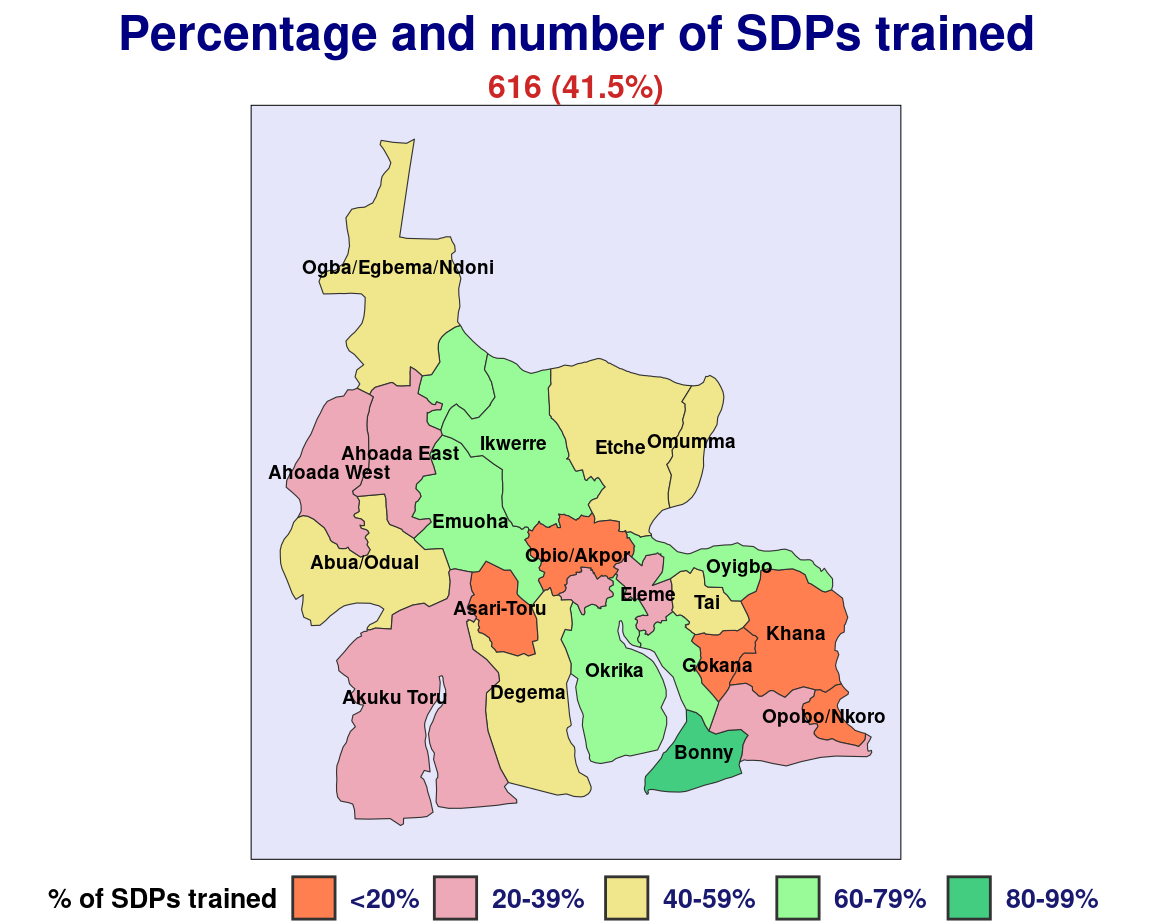 Percentage and number of SDPs trained
616 (41.5%)
Ogba/Egbema/Ndoni
Ikwerre
Etche
Omumma
Ahoada East
Ahoada West
Emuoha
Obio/Akpor
Abua/Odual
Oyigbo
Eleme
Tai
Asari-Toru
Khana
Gokana
Okrika
Degema
Akuku Toru
Opobo/Nkoro
Bonny
% of SDPs trained <20% 20-39% 40-59% 60-79% 80-99%